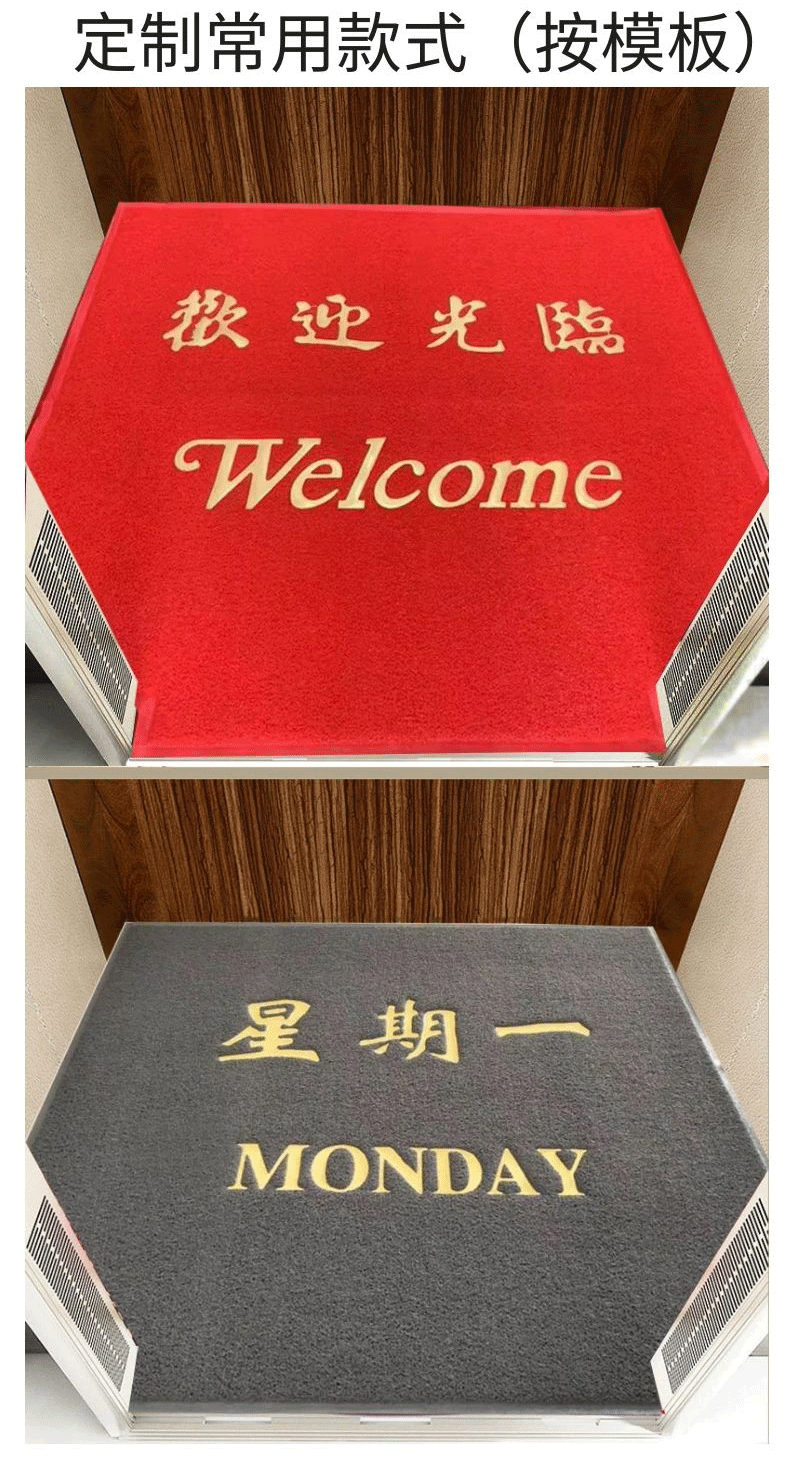 定制常用款式（按模板）
歡迎光臨
Welcome
星期一
MONDAY